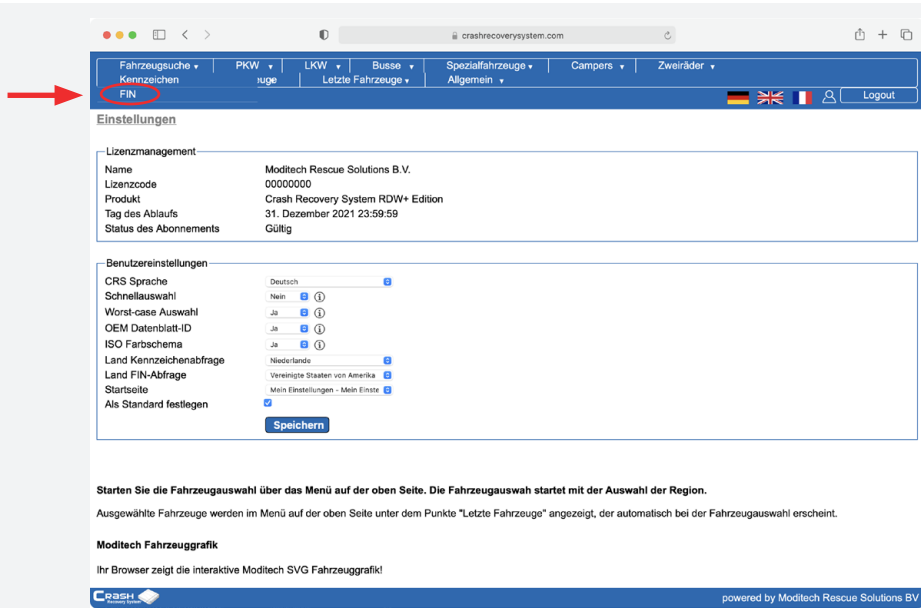 crashrecoverysystem.com
Fahrzeugsuche PKW LKW Busse Spezialfahrzeuge Campers Zweiräder
Kennzeichen euge Letzte Fahrzeuge Allgemein
FIN
Logout
Einstellungen
Lizenzmanagement
Name Moditech Rescue Solutions B.V.
Lizenzcode 00000000
Produkt Crash Recovery System RDW+ Edition
Tag des Ablaufs 31. Dezember 2021 23:59:59
Status des Abonnements Gültig
Benutzereinstellungen
CRS Sprache Deutsch
Schnellauswahl Nein
Worst-case Auswahl Ja
OEM Datenblatt-ID Ja
ISO Farbschema Ja
Land Kennzeichenabfrage Niederlande
Land FIN-Abfrage Vereinigte Staaten von Amerika
Startseite Mein Einstellungen - Mein Einste
Als Standard festlegen
Speichern
Starten Sie die Fahrzeugauswahl über das Menü auf der oben Seite. Die Fahrzeugauswah startet mit der Auswahl der Region.
Ausgewählte Fahrzeuge werden im Menü auf der oben Seite unter dem Punkte "Letzte Fahrzeuge" angezeigt, der automatisch bei der Fahrzeugauswahl erscheint.
Moditech Fahrzeuggrafik
Ihr Browser zeigt die interaktive Moditech SVG Fahrzeuggrafik!
CRASH
Recovery System
powered by Moditech Rescue Solutions BV